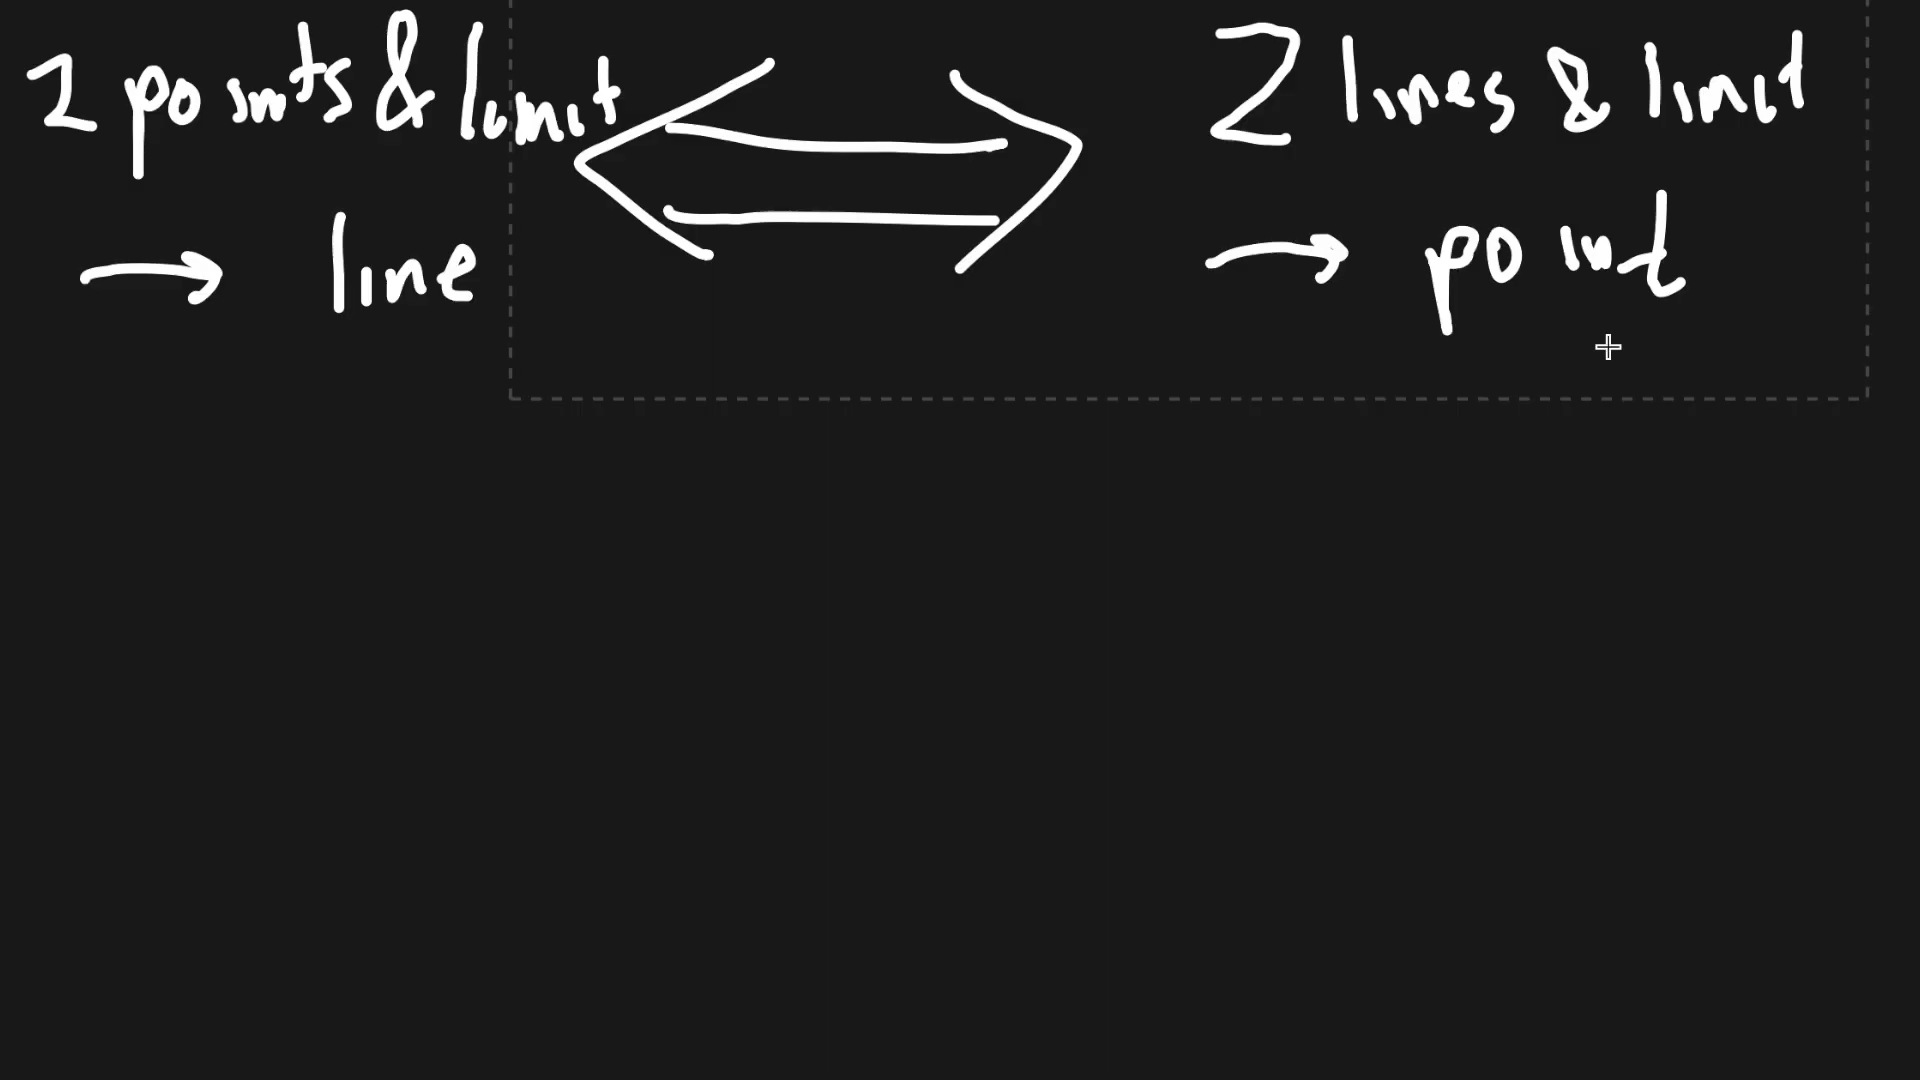 2 points & limit ⟺ 2 lines & limit
→ line → point